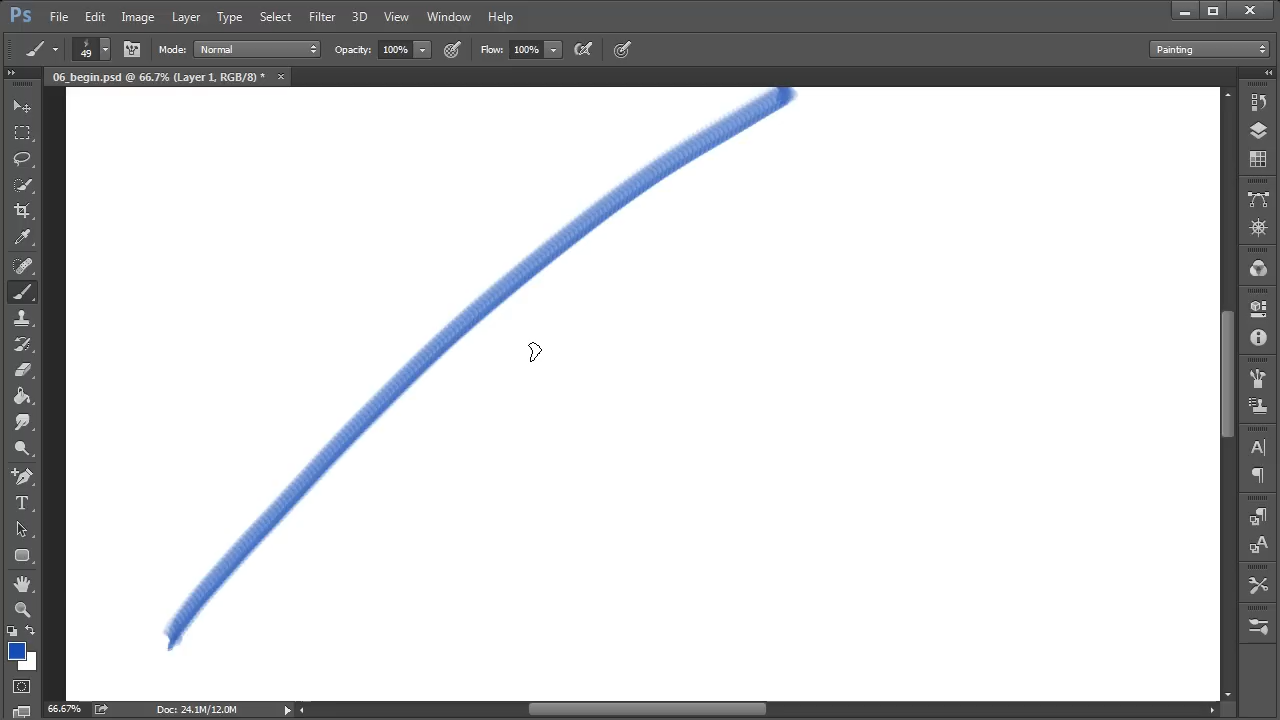 Ps File Edit Image Layer Type Select Filter 3D View Window Help
49 Mode: Normal Opacity: 100% Flow: 100% Painting
06_begin.psd @ 66.7% (Layer 1, RGB/8) *
66.67% Doc: 24.1M/12.0M